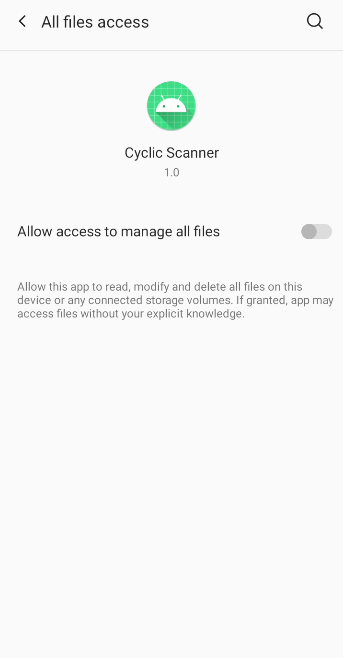 All files access
Cyclic Scanner
1.0
Allow access to manage all files
Allow this app to read, modify and delete all files on this
device or any connected storage volumes. If granted, app may
access files without your explicit knowledge.